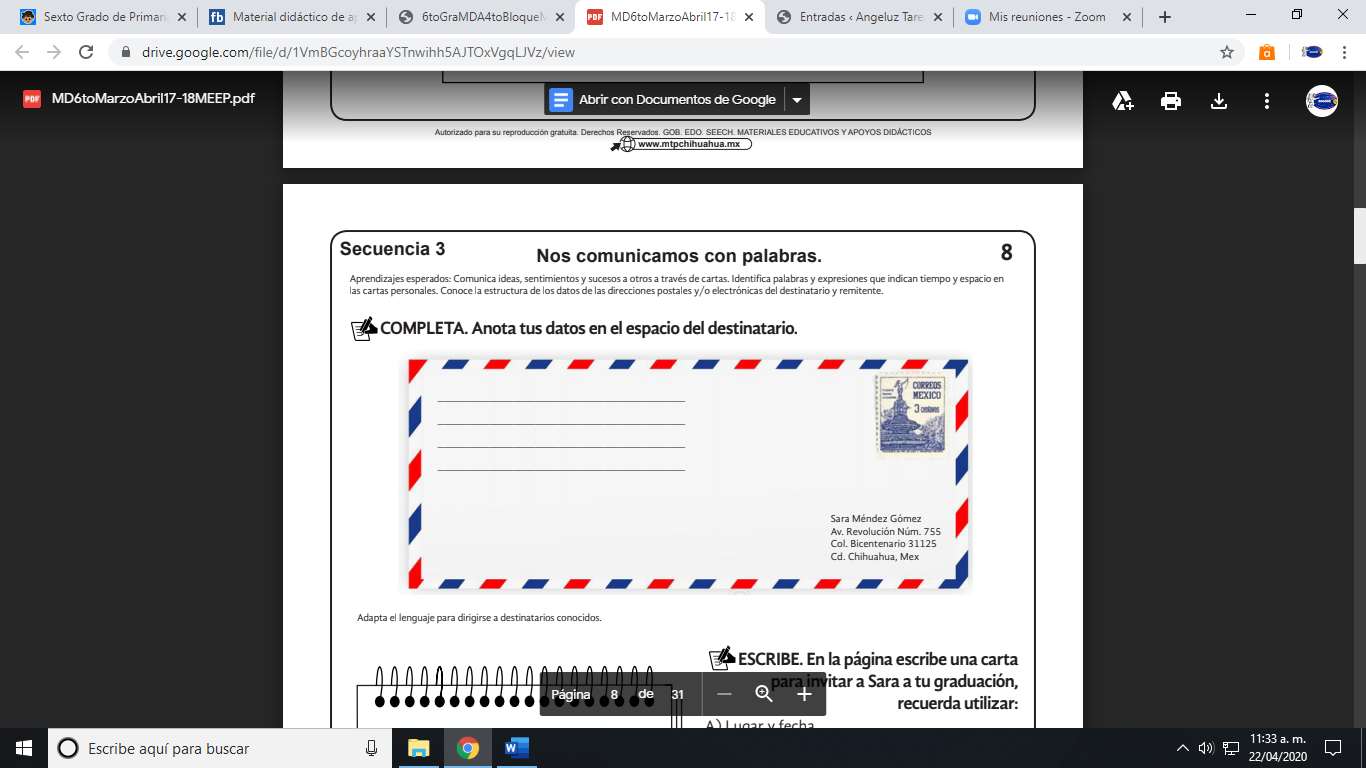 Sexto Grado de Primari
Material didáctico de a
6toGraMDA4toBloqueM
MD6toMarzoAbril17-18
Entradas ‹ Angeluz Tare
Mis reuniones - Zoom
drive.google.com/file/d/1VmBGcoyhraaYSTnwihh5AJTOxVgqLJVz/view
MD6toMarzoAbril17-18MEEP.pdf
Abrir con Documentos de Google
Autorizado para su reproducción gratuita. Derechos Reservados. GOB. EDO. SEECH. MATERIALES EDUCATIVOS Y APOYOS DIDÁCTICOS
www.mtpchihuahua.mx
Secuencia 3
Nos comunicamos con palabras.
8
Aprendizajes esperados: Comunica ideas, sentimientos y sucesos a otros a través de cartas. Identifica palabras y expresiones que indican tiempo y espacio en
las cartas personales. Conoce la estructura de los datos de las direcciones postales y/o electrónicas del destinatario y remitente.
COMPLETA. Anota tus datos en el espacio del destinatario.
CORREOS
MEXICO
3 CENTAVOS
Sara Méndez Gómez
Av. Revolución Núm. 755
Col. Bicentenario 31125
Cd. Chihuahua, Mex
Adapta el lenguaje para dirigirse a destinatarios conocidos.
ESCRIBE. En la página escribe una carta
para invitar a Sara a tu graduación,
recuerda utilizar:
A) Lugar y fecha
Página 8 de 31
Escribe aquí para buscar
11:33 a. m.
22/04/2020